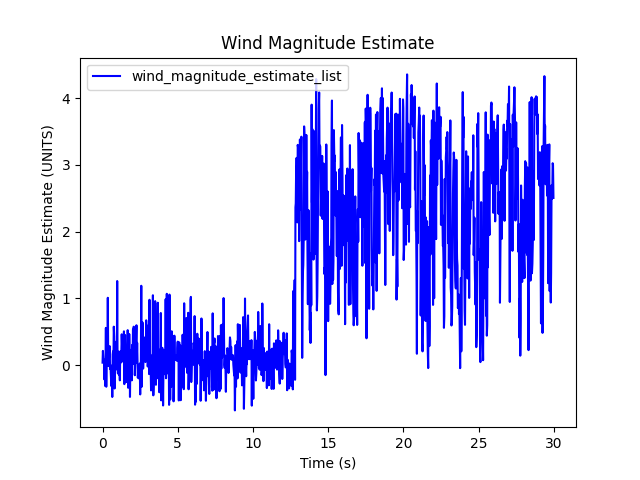 Wind Magnitude Estimate
wind_magnitude_estimate_list
Wind Magnitude Estimate (UNITS)
4
3
2
1
0
0 5 10 15 20 25 30
Time (s)